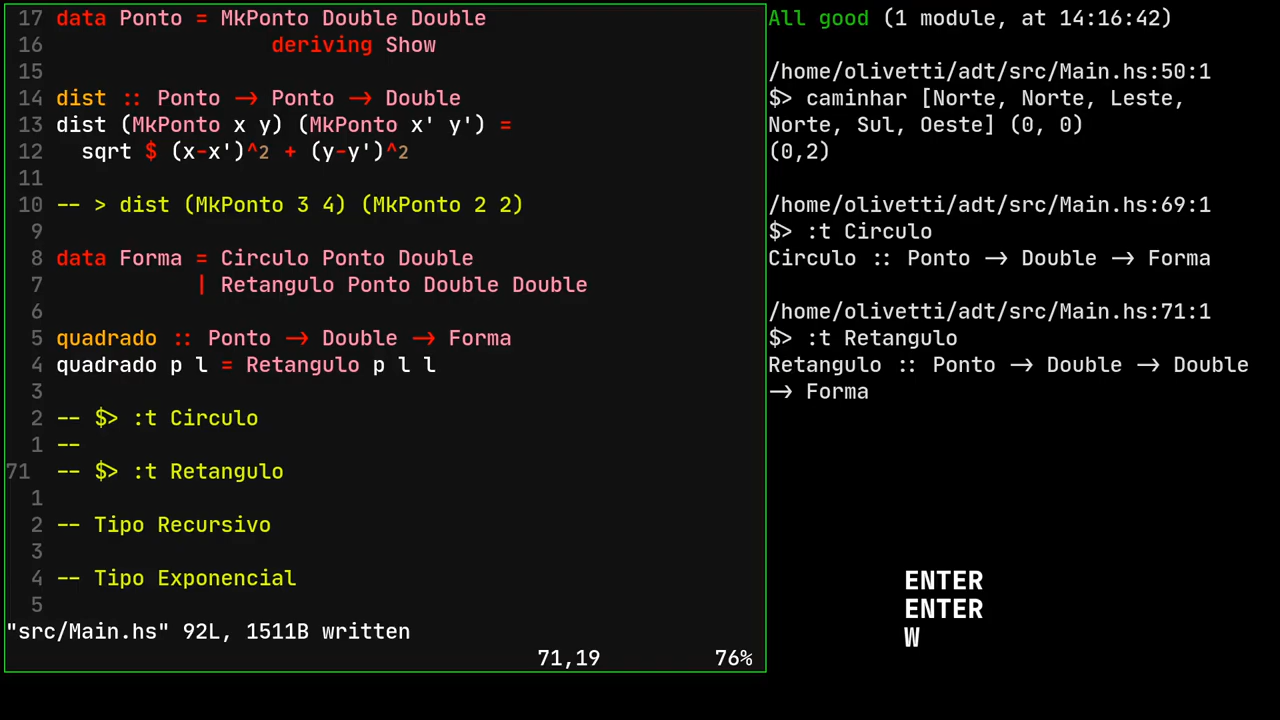 17 data Ponto = MkPonto Double Double
16 deriving Show
15
14 dist :: Ponto → Ponto → Double
13 dist (MkPonto x y) (MkPonto x' y') =
12 sqrt $ (x-x')^2 + (y-y')^2
11
10 -- > dist (MkPonto 3 4) (MkPonto 2 2)
9
8 data Forma = Circulo Ponto Double
7 | Retangulo Ponto Double Double
6
5 quadrado :: Ponto → Double → Forma
4 quadrado p l = Retangulo p l l
3
2 -- $> :t Circulo
1 --
71 -- $> :t Retangulo
1
2 -- Tipo Recursivo
3
4 -- Tipo Exponencial
5
"src/Main.hs" 92L, 1511B written
71,19 76%
All good (1 module, at 14:16:42)
/home/olivetti/adt/src/Main.hs:50:1
$> caminhar [Norte, Norte, Leste,
Norte, Sul, Oeste] (0, 0)
(0,2)
/home/olivetti/adt/src/Main.hs:69:1
$> :t Circulo
Circulo :: Ponto → Double → Forma
/home/olivetti/adt/src/Main.hs:71:1
$> :t Retangulo
Retangulo :: Ponto → Double → Double
→ Forma
ENTER
ENTER
W